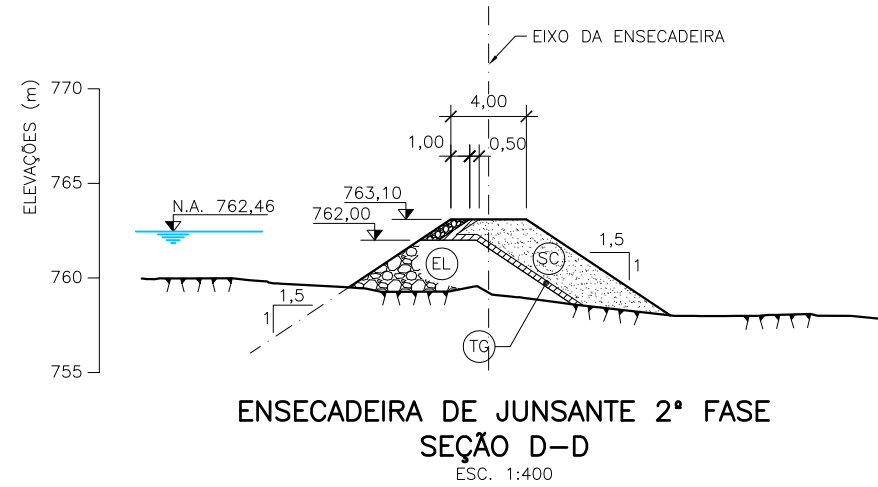 EIXO DA ENSECADEIRA
ELEVAÇÕES (m)
770
765
760
755
4,00
1,00
0,50
763,10
762,00
N.A. 762,46
1,5
1
EL
SC
1,5
1
TG
ENSECADEIRA DE JUNSANTE 2ª FASE
SEÇÃO D-D
ESC. 1:400